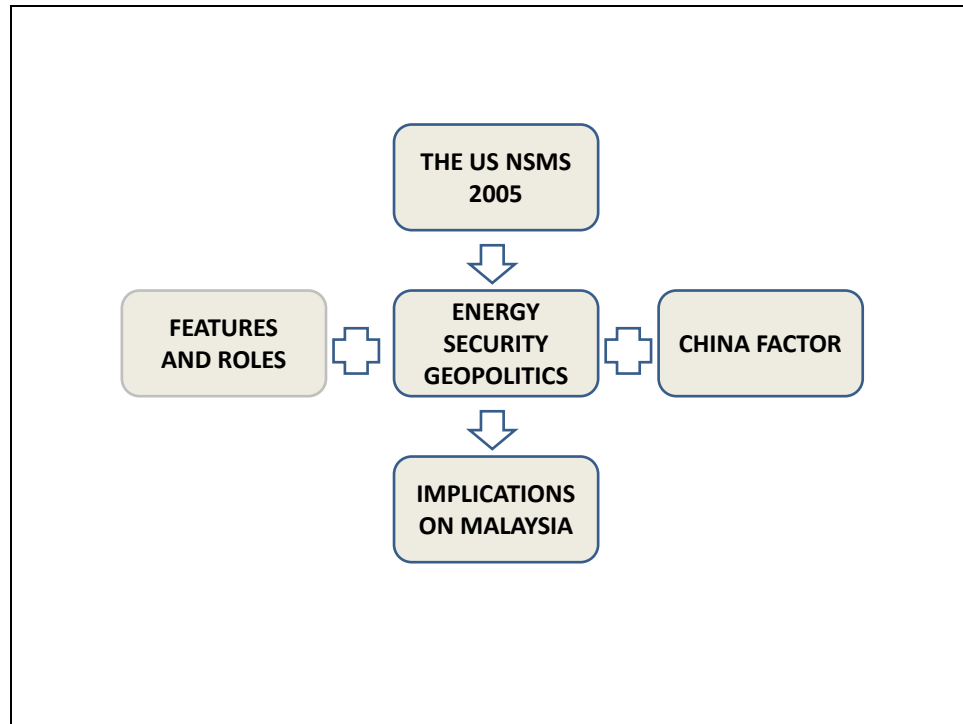 THE US NSMS
2005
FEATURES
AND ROLES
ENERGY
SECURITY
GEOPOLITICS
CHINA FACTOR
IMPLICATIONS
ON MALAYSIA